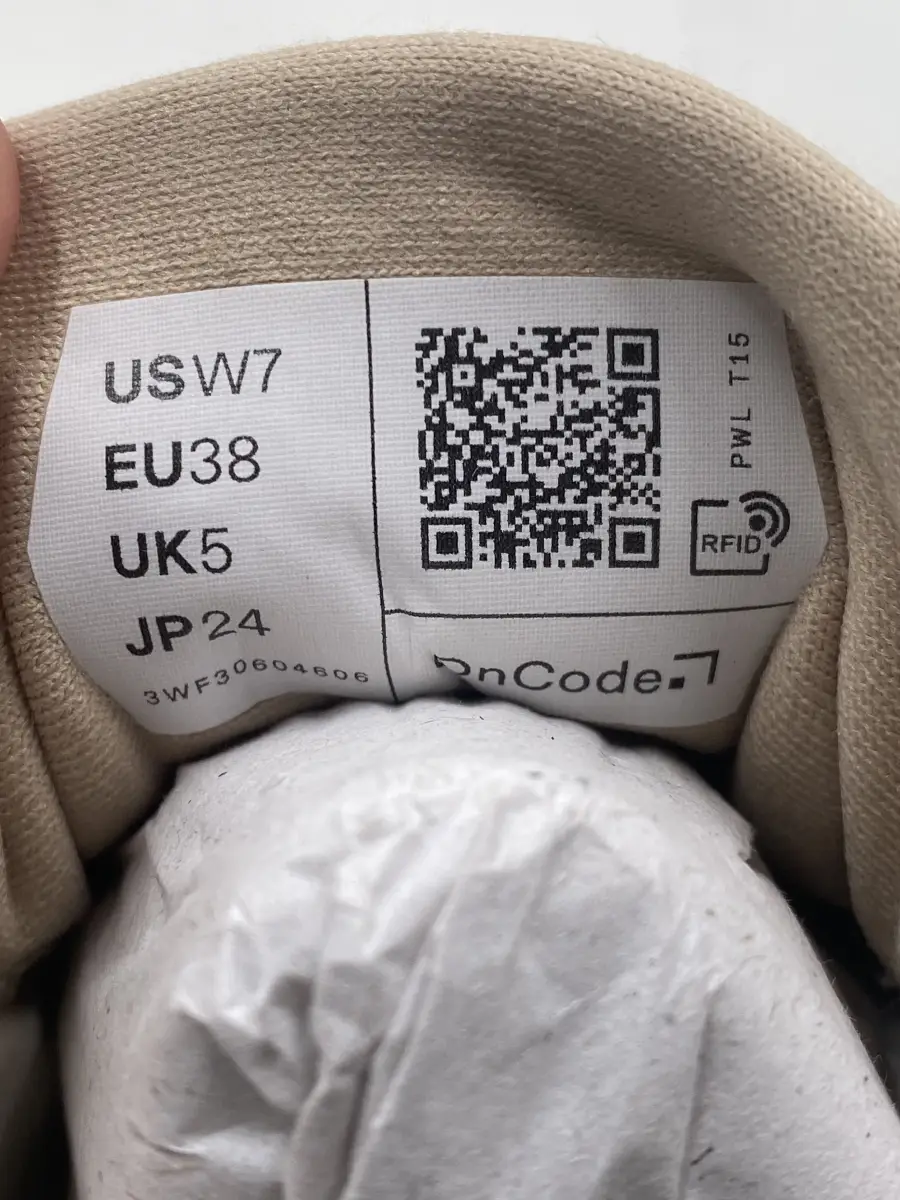 USW7
EU38
UK5
JP24
3WF30604606
PWL T15
RFID
OnCode